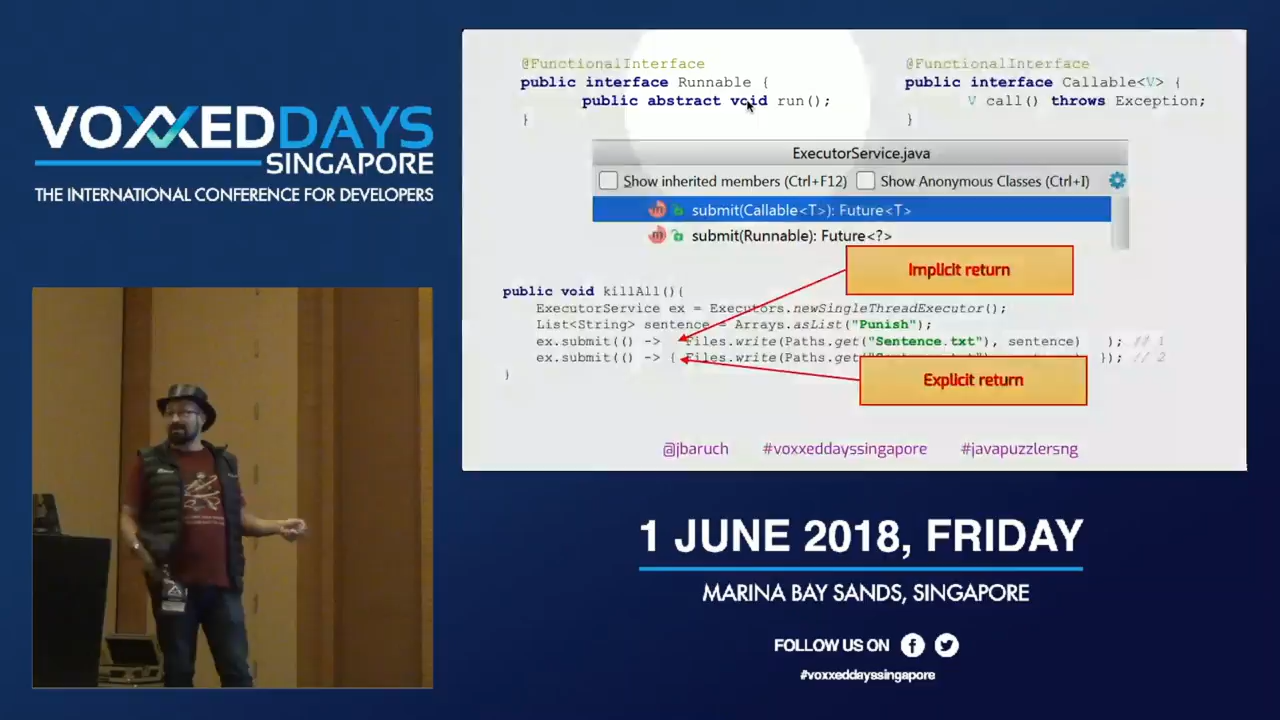 VOXXEDDAYS
SINGAPORE
THE INTERNATIONAL CONFERENCE FOR DEVELOPERS
@FunctionalInterface
public interface Runnable {
public abstract void run();
}
@FunctionalInterface
public interface Callable<V> {
V call() throws Exception;
}
ExecutorService.java
Show inherited members (Ctrl+F12)
Show Anonymous Classes (Ctrl+I)
submit(Callable<T>): Future<T>
submit(Runnable): Future<?>
Implicit return
public void killAll(){
ExecutorService ex = Executors.newSingleThreadExecutor();
List<String> sentence = Arrays.asList("Punish");
ex.submit(() -> Files.write(Paths.get("Sentence.txt"), sentence) ); // 1
ex.submit(() -> { Files.write(Paths.get( }); // 2
}
Explicit return
@jbaruch #voxxeddayssingapore #javapuzzlersng
1 JUNE 2018, FRIDAY
MARINA BAY SANDS, SINGAPORE
FOLLOW US ON
#voxxeddayssingapore